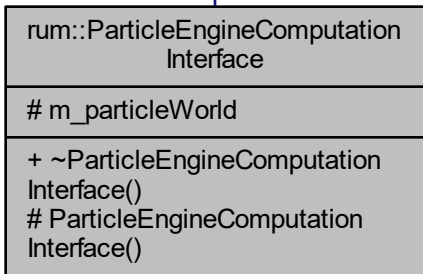 rum::ParticleEngineComputation
Interface
# m_particleWorld
+ ~ParticleEngineComputation
Interface()
# ParticleEngineComputation
Interface()